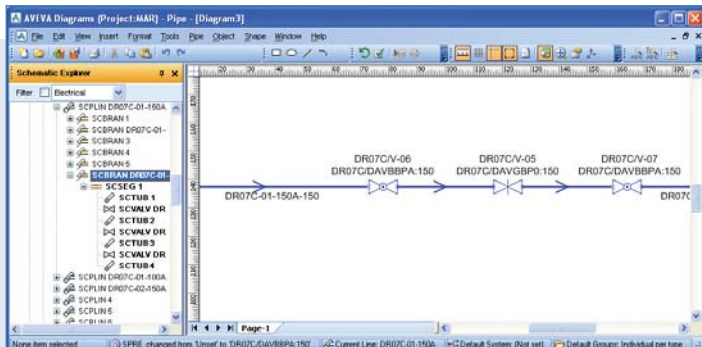 AVEVA Diagrams (Project:MAR) - Pipe - [Diagram3]
File Edit View Insert Format Tools Pipe Object Shape Window Help
Schematic Explorer
Filter Electrical
SCPLIN DR07C-01-150A
SCBRAN 1
SCBRAN DR07C-01-
SCBRAN 3
SCBRAN 4
SCBRAN 5
SCBRAN DR07C-01-
SCSEG 1
SCTUB 1
SCVALV DR
SCTUB 2
SCVALV DR
SCTUB 3
SCVALV DR
SCTUB 4
SCPLIN DR07C-01-100A
SCPLIN DR07C-02-150A
SCPLIN 4
SCPLIN 5
SCPLIN 6
DR07C/V-06
DR07C/DAVBBPA:150
DR07C/V-05
DR07C/DAVGBP0:150
DR07C/V-07
DR07C/DAVBBPA:150
DR07C-01-150A-150
DR07C
Page-1
None item selected
SPRE changed from 'Unset' to 'DR07C/DAVBBPA:150'
Current Line: DR07C-01-150A
Default System: (Not set)
Default Groups: Individual per type